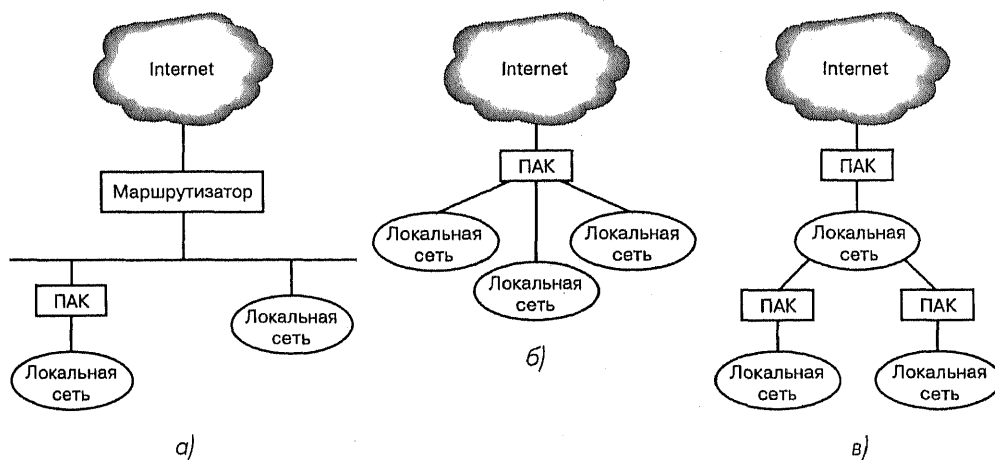 Internet
Маршрутизатор
ПАК
Локальная
сеть
Локальная
сеть
а)
Internet
ПАК
Локальная
сеть
Локальная
сеть
Локальная
сеть
б)
Internet
ПАК
Локальная
сеть
ПАК
ПАК
Локальная
сеть
Локальная
сеть
в)